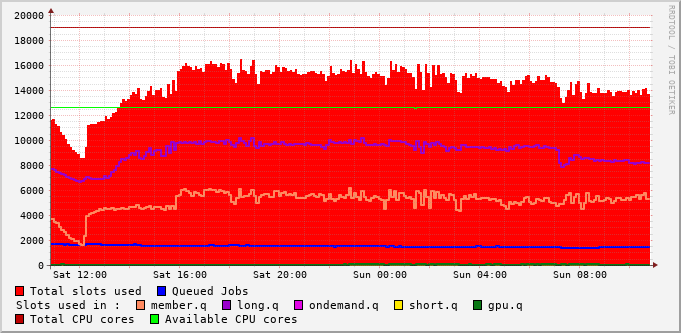 20000
18000
16000
14000
12000
10000
8000
6000
4000
2000
0
Sat 12:00 Sat 16:00 Sat 20:00 Sun 00:00 Sun 04:00 Sun 08:00
RRDTOOL / TOBI OETIKER
Total slots used Queued Jobs
Slots used in : member.q long.q ondemand.q short.q gpu.q
Total CPU cores Available CPU cores